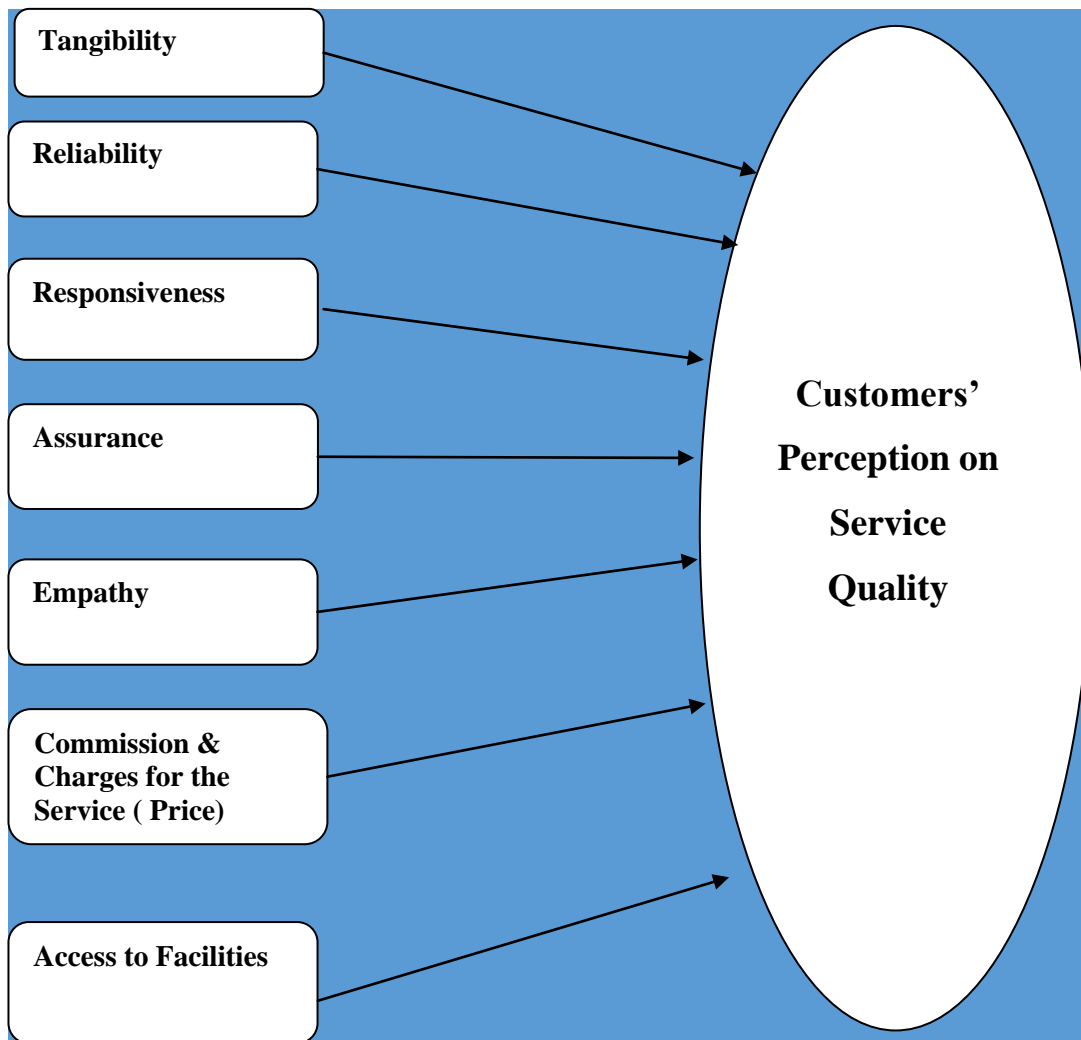 Tangibility
Reliability
Responsiveness
Assurance
Empathy
Commission &
Charges for the
Service ( Price)
Access to Facilities
Customers’
Perception on
Service
Quality